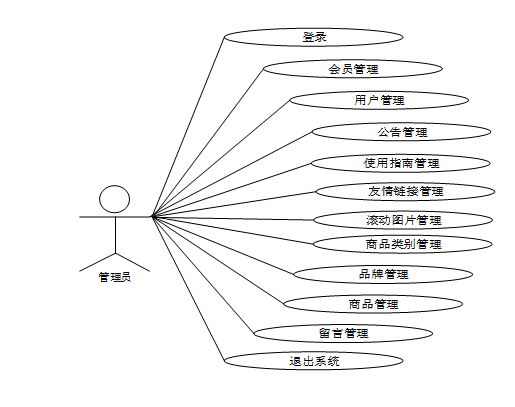 登录
会员管理
用户管理
公告管理
使用指南管理
友情链接管理
滚动图片管理
商品类别管理
品牌管理
商品管理
留言管理
退出系统
管理员